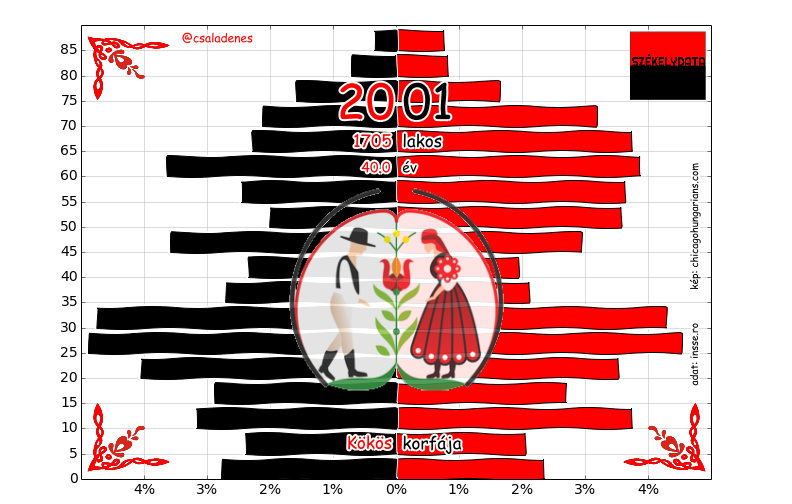 @csaladenes
SZÉKELYDATA
2001
1705 lakos
40.0 év
Kökös korfája
kép: chicagohungarians.com
adat: insse.ro
85
80
75
70
65
60
55
50
45
40
35
30
25
20
15
10
5
0
4% 3% 2% 1% 0% 1% 2% 3% 4%